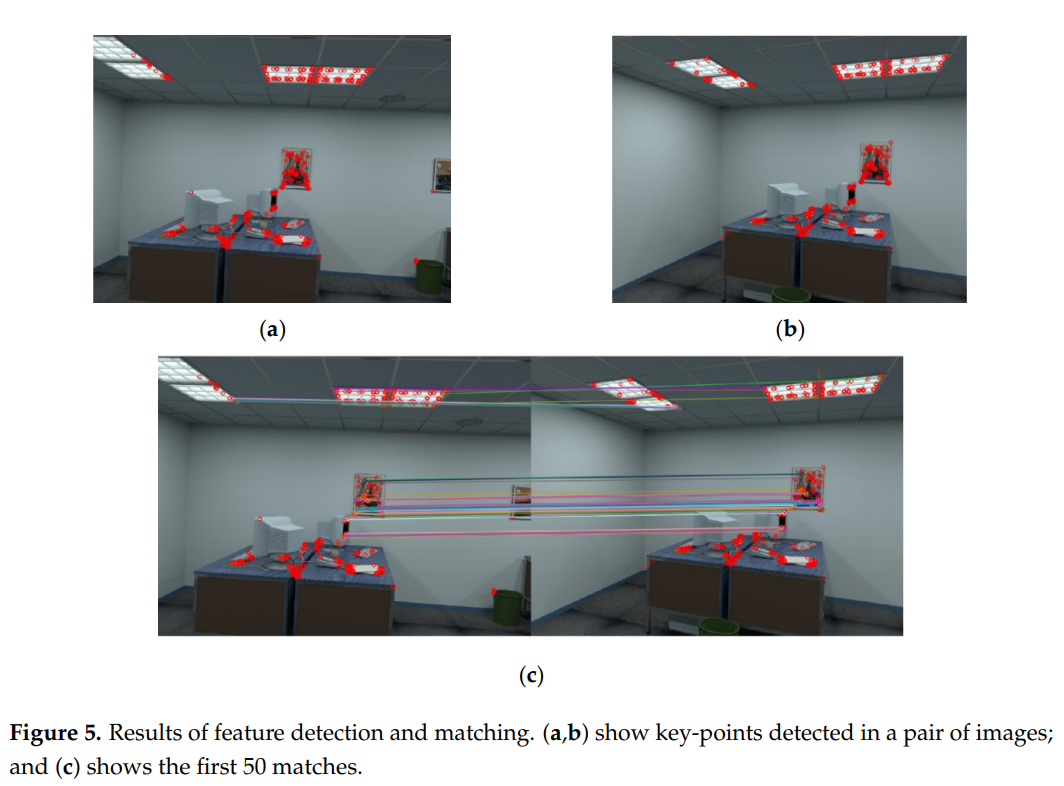 (a)
(b)
(c)
Figure 5. Results of feature detection and matching. (a,b) show key-points detected in a pair of images;
and (c) shows the first 50 matches.